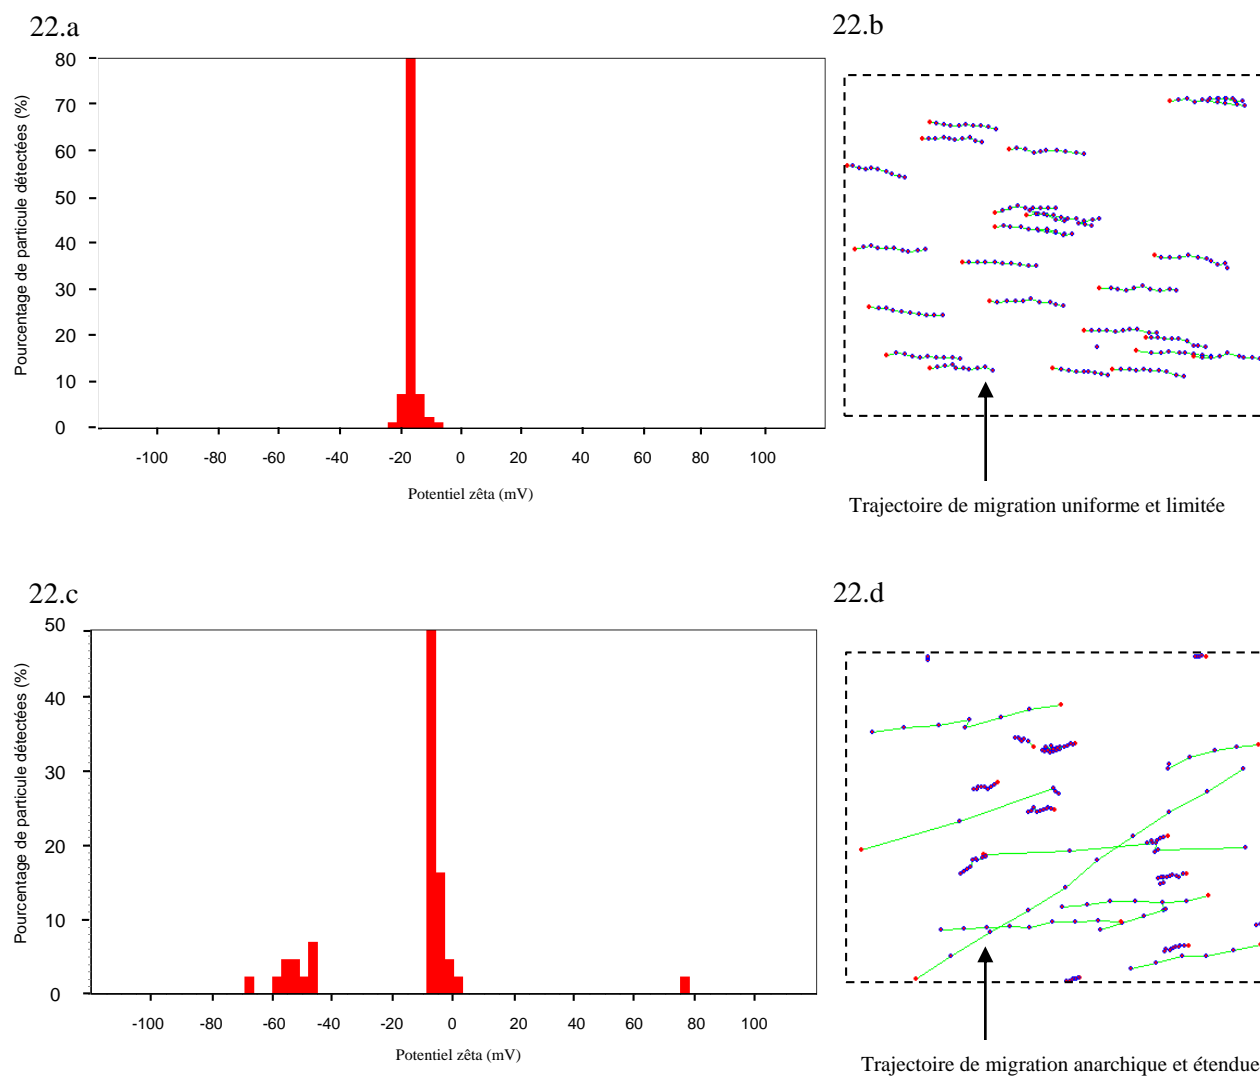 22.a
22.b
80
70
60
50
40
30
20
10
0
Pourcentage de particule détectées (%)
-100 -80 -60 -40 -20 0 20 40 60 80 100
Potentiel zêta (mV)
Trajectoire de migration uniforme et limitée
22.c
22.d
50
40
30
20
10
0
Pourcentage de particule détectées (%)
-100 -80 -60 -40 -20 0 20 40 60 80 100
Potentiel zêta (mV)
Trajectoire de migration anarchique et étendue